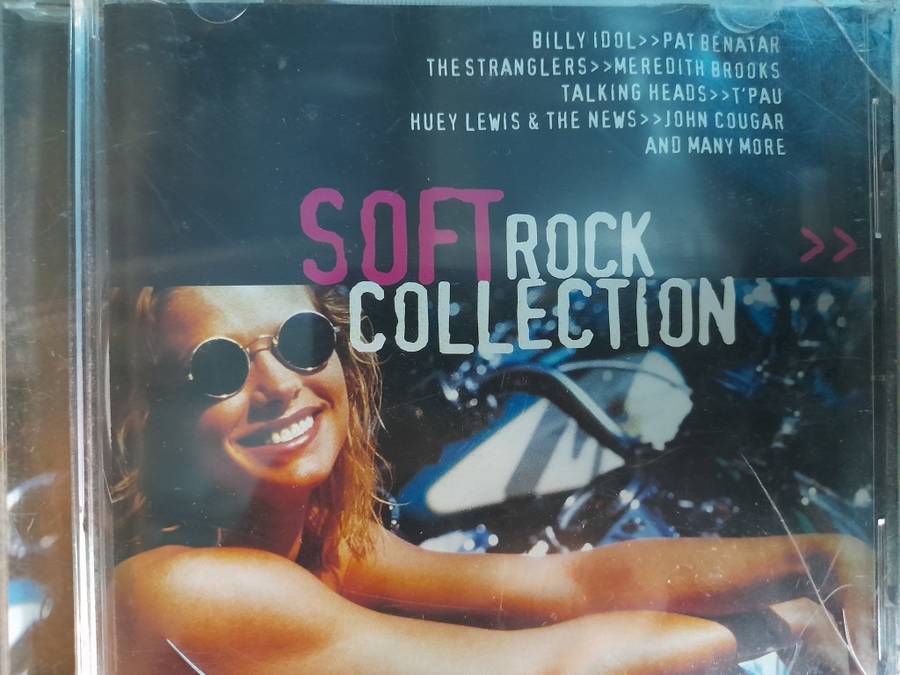 BILLY IDOL>>PAT BENATAR
THE STRANGLERS>>MEREDITH BROOKS
TALKING HEADS>>T'PAU
HUEY LEWIS & THE NEWS>>JOHN COUGAR
AND MANY MORE
SOFT ROCK
>>
COLLECTION